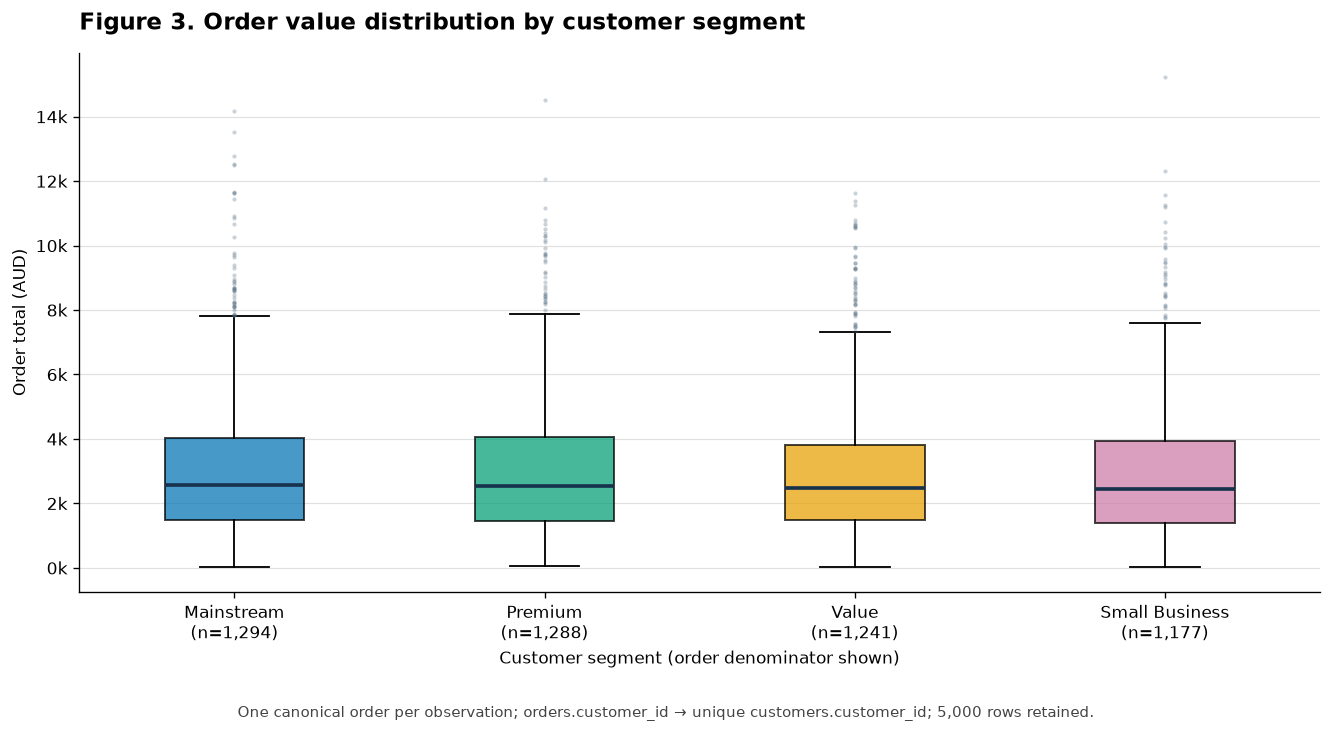 Figure 3. Order value distribution by customer segment
Order total (AUD)
14k
12k
10k
8k
6k
4k
2k
0k
Mainstream
(n=1,294)
Premium
(n=1,288)
Value
(n=1,241)
Small Business
(n=1,177)
Customer segment (order denominator shown)
One canonical order per observation; orders.customer_id → unique customers.customer_id; 5,000 rows retained.